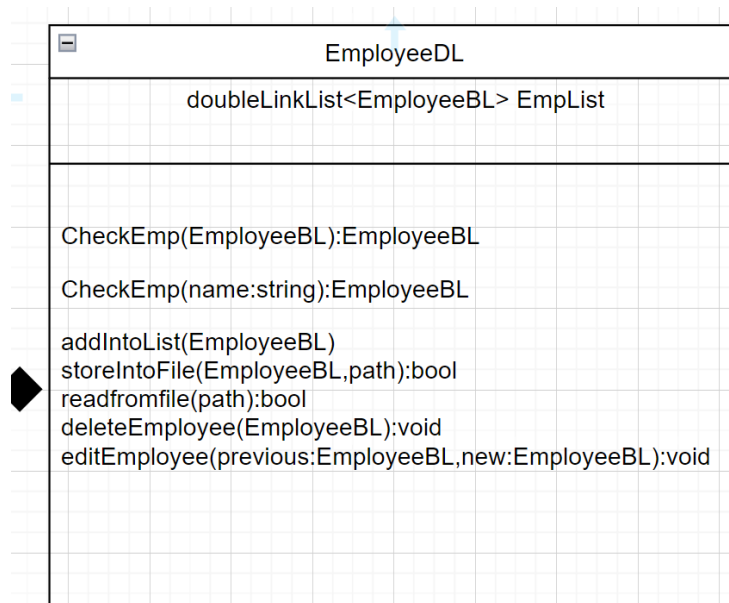 EmployeeDL
doubleLinkList<EmployeeBL> EmpList
CheckEmp(EmployeeBL):EmployeeBL
CheckEmp(name:string):EmployeeBL
addIntoList(EmployeeBL)
storeIntoFile(EmployeeBL,path):bool
readfromfile(path):bool
deleteEmployee(EmployeeBL):void
editEmployee(previous:EmployeeBL,new:EmployeeBL):void